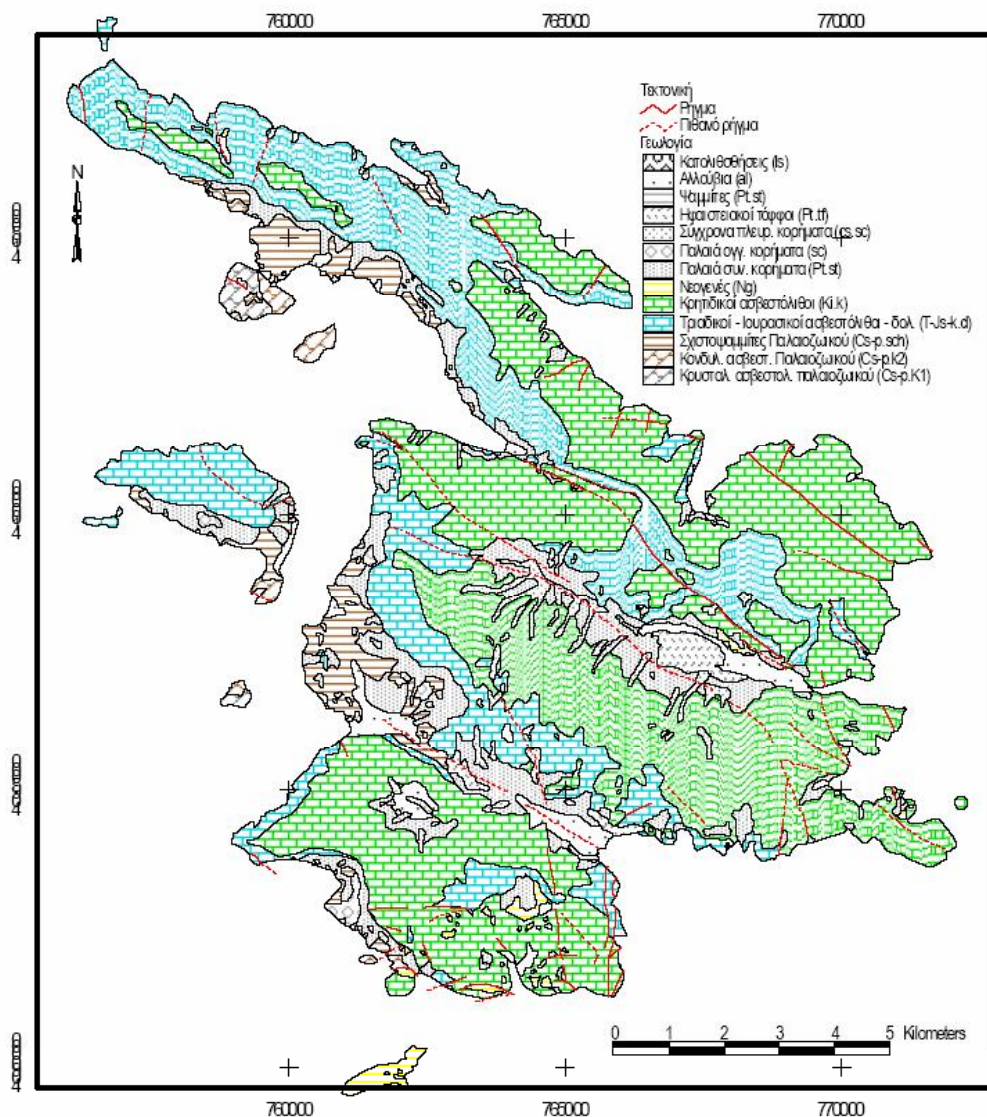 760000 765000 770000
Τεκτονική
Ρήγμα
Πιθανό ρήγμα
Γεωλογία
Κατολισθήσεις (ls)
Αλλούβια (al)
Ψαμμίτες (Pt.st)
Ηφαιστειακοί τόφφοι (Pt.tf)
Σύγχρονα πλευρ. κορήματα (cs.sc)
Παλαιά ογκ. κορήματα (sc)
Παλαιά συν. κορήματα (Pt.st)
Νεογενές (Ng)
Κρητιδικοί ασβεστόλιθοι (Ki.k)
Τριαδικοί - Ιουρασικοί ασβεστόλιθοι - δολ. (T-Js-k.d)
Σχιστοψαμμίτες Παλαιοζωικού (Cs-p.sch)
Κονδυλ. ασβεστ. Παλαιοζωικού (Cs-p.k2)
Κρυσταλ. ασβεστολ. παλαιοζωικού (Cs-p.K1)
N
0 1 2 3 4 5 Kilometers
760000 765000 770000